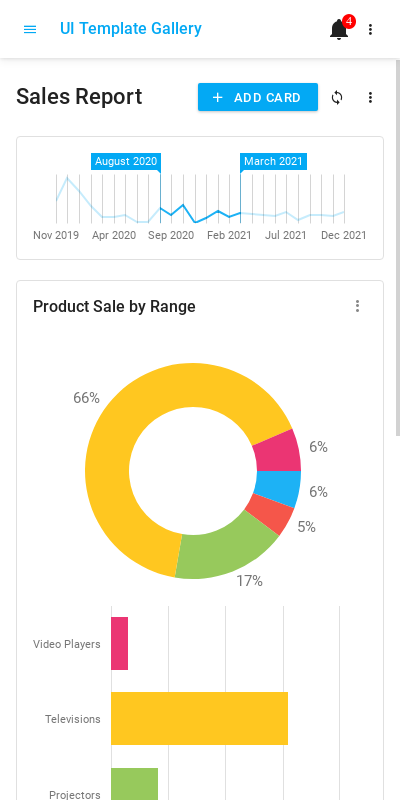 UI Template Gallery
4
Sales Report
ADD CARD
August 2020
March 2021
Nov 2019 Apr 2020 Sep 2020 Feb 2021 Jul 2021 Dec 2021
Product Sale by Range
66%
6%
6%
5%
17%
Video Players
Televisions
Projectors